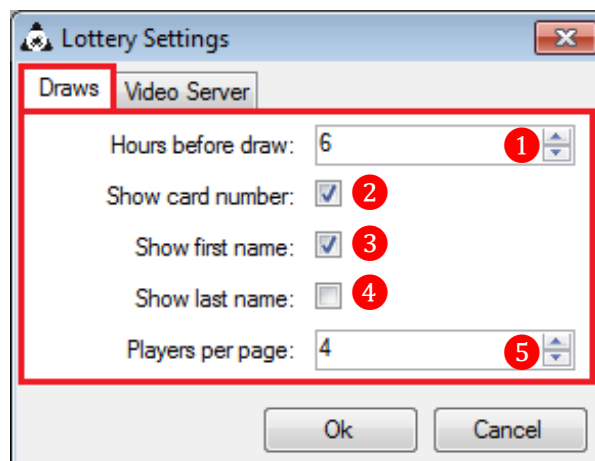 Lottery Settings
Draws Video Server
Hours before draw: 6 1
Show card number: 2
Show first name: 3
Show last name: 4
Players per page: 4 5
Ok Cancel